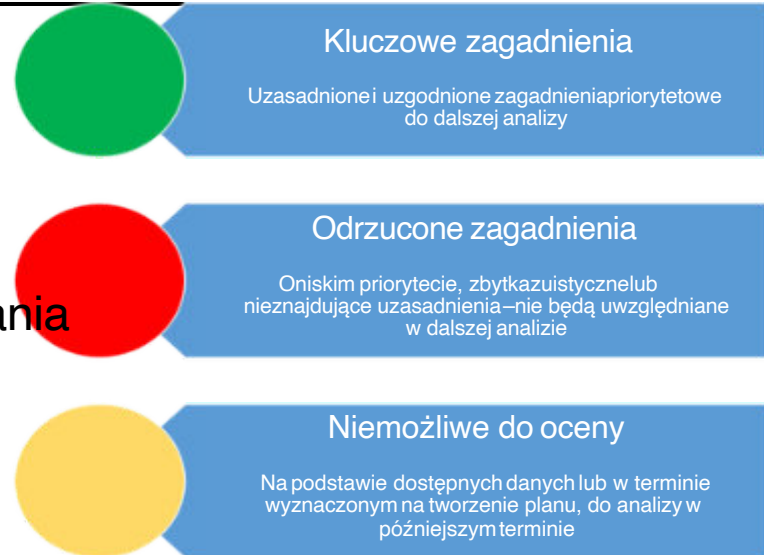 Kluczowe zagadnienia
Uzasadnione i uzgodnione zagadnieniapriorytetowe
do dalszej analizy
Odrzucone zagadnienia
Oniskim priorytecie, zbytkazuistycznelub
nieznajdujące uzasadnienia–nie będą uwzględniane
w dalszej analizie
ania
Niemożliwe do oceny
Na podstawie dostępnych danych lub w terminie
wyznaczonym na tworzenie planu, do analizy w
późniejszym terminie